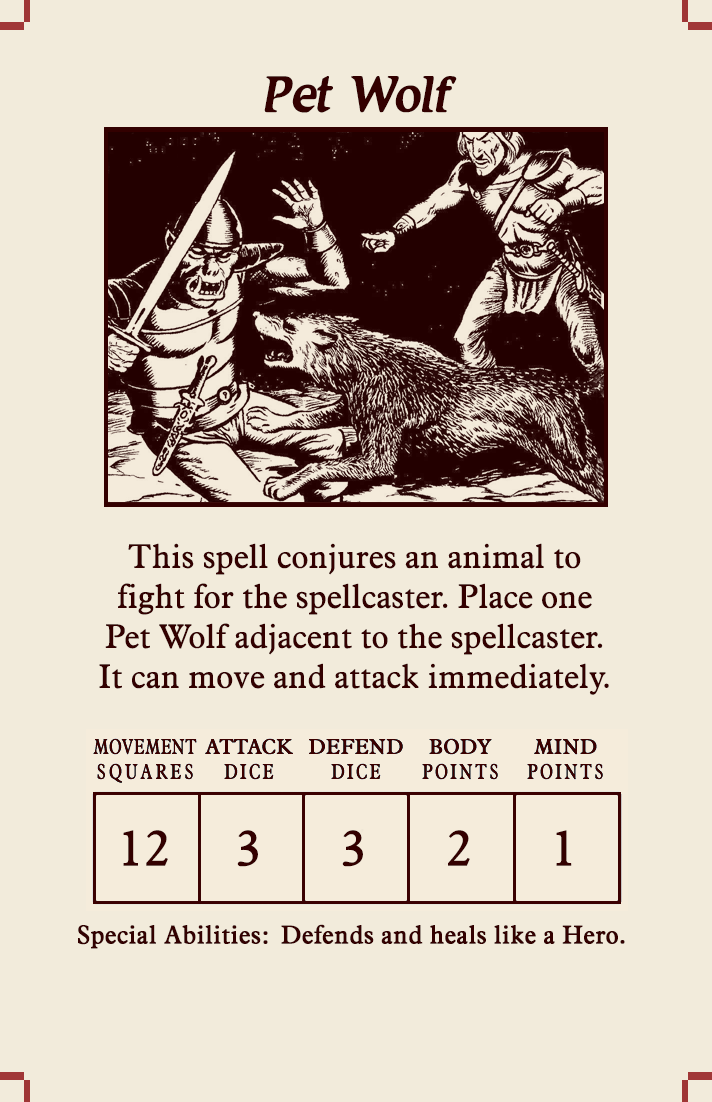 Pet Wolf
This spell conjures an animal to
fight for the spellcaster. Place one
Pet Wolf adjacent to the spellcaster.
It can move and attack immediately.
MOVEMENT ATTACK DEFEND BODY MIND
SQUARES DICE DICE POINTS POINTS
12 3 3 2 1
Special Abilities: Defends and heals like a Hero.